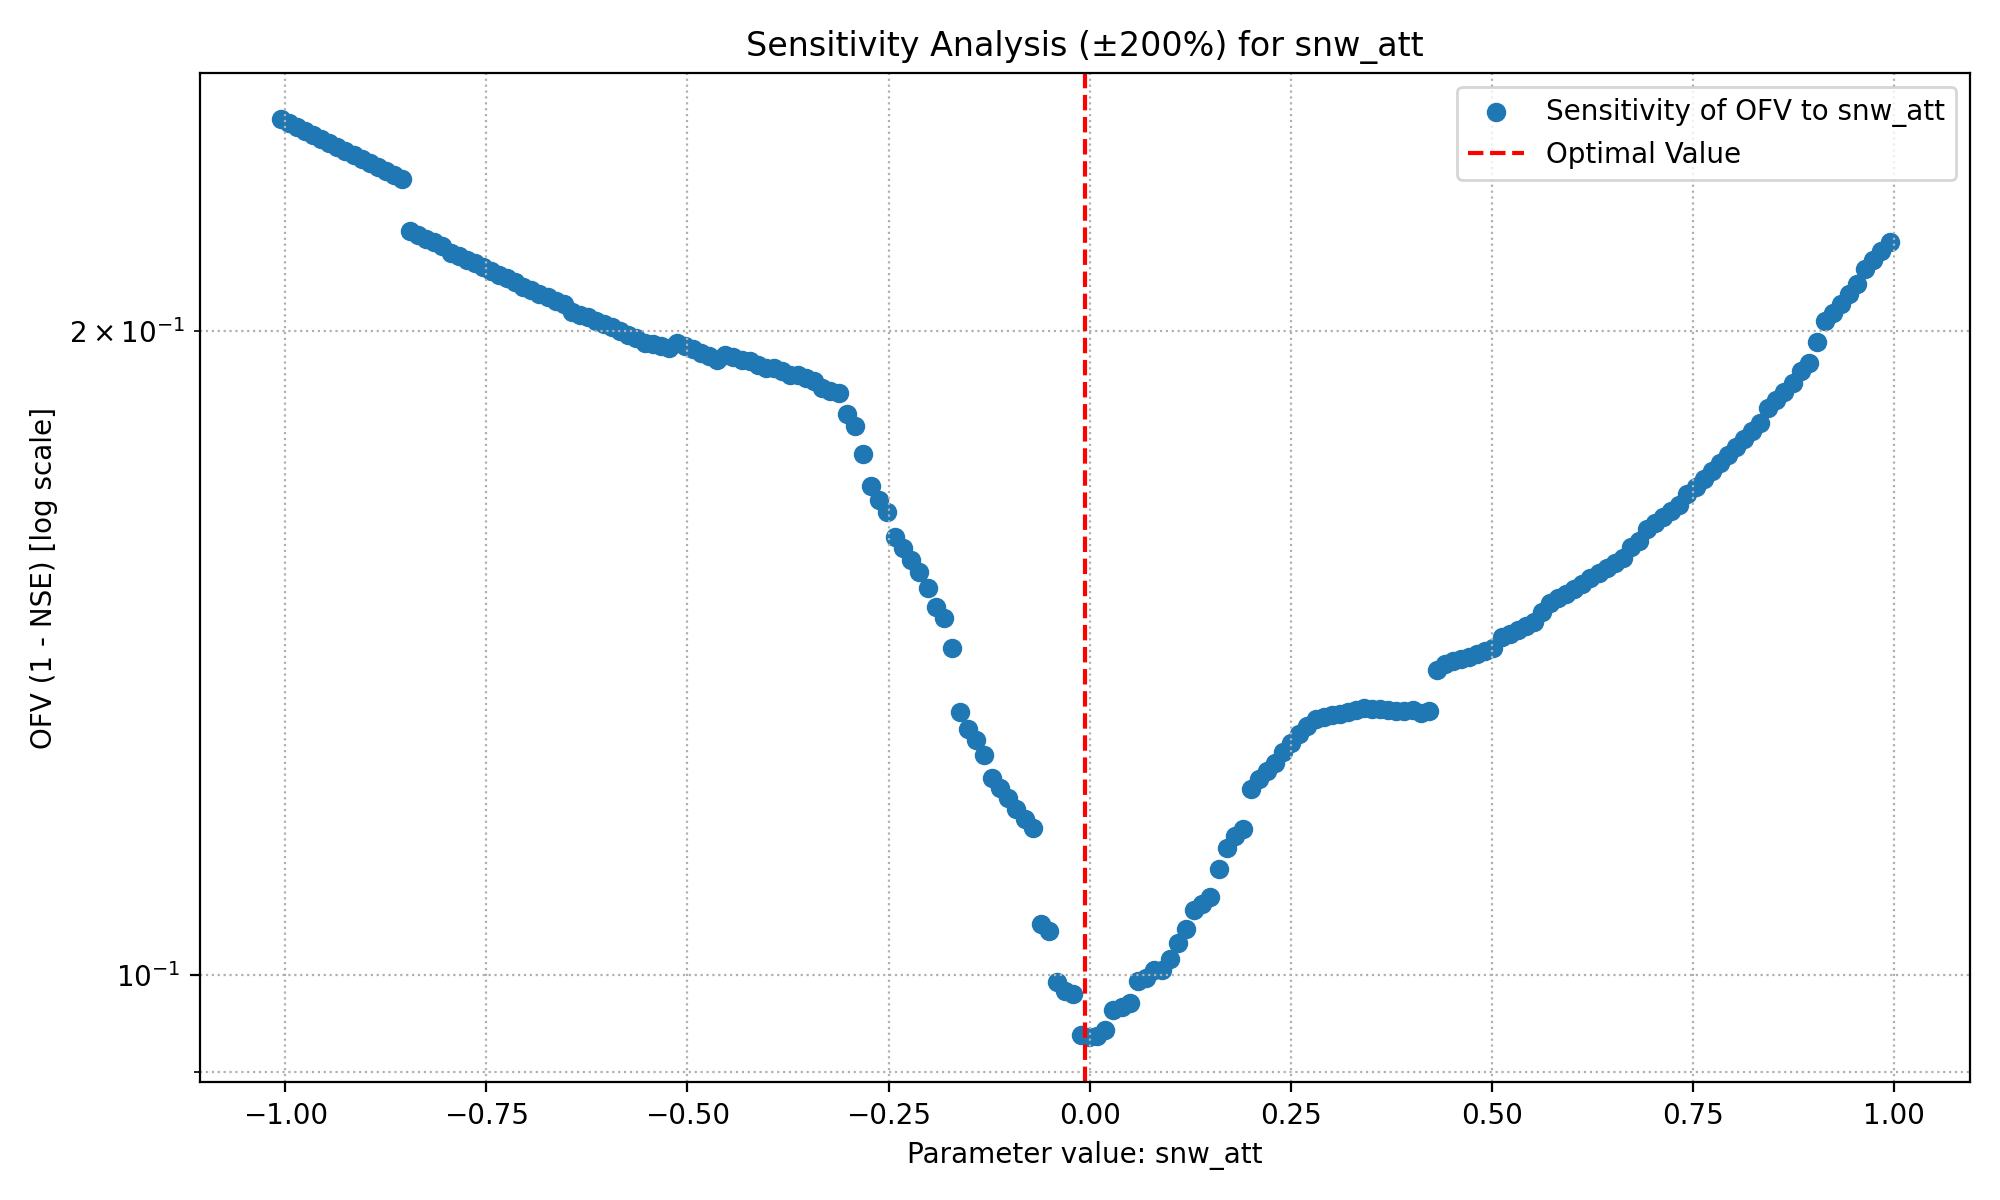 Sensitivity Analysis (±200%) for snw_att
Sensitivity of OFV to snw_att
Optimal Value
OFV (1 - NSE) [log scale]
2 × 10⁻¹
10⁻¹
−1.00 −0.75 −0.50 −0.25 0.00 0.25 0.50 0.75 1.00
Parameter value: snw_att